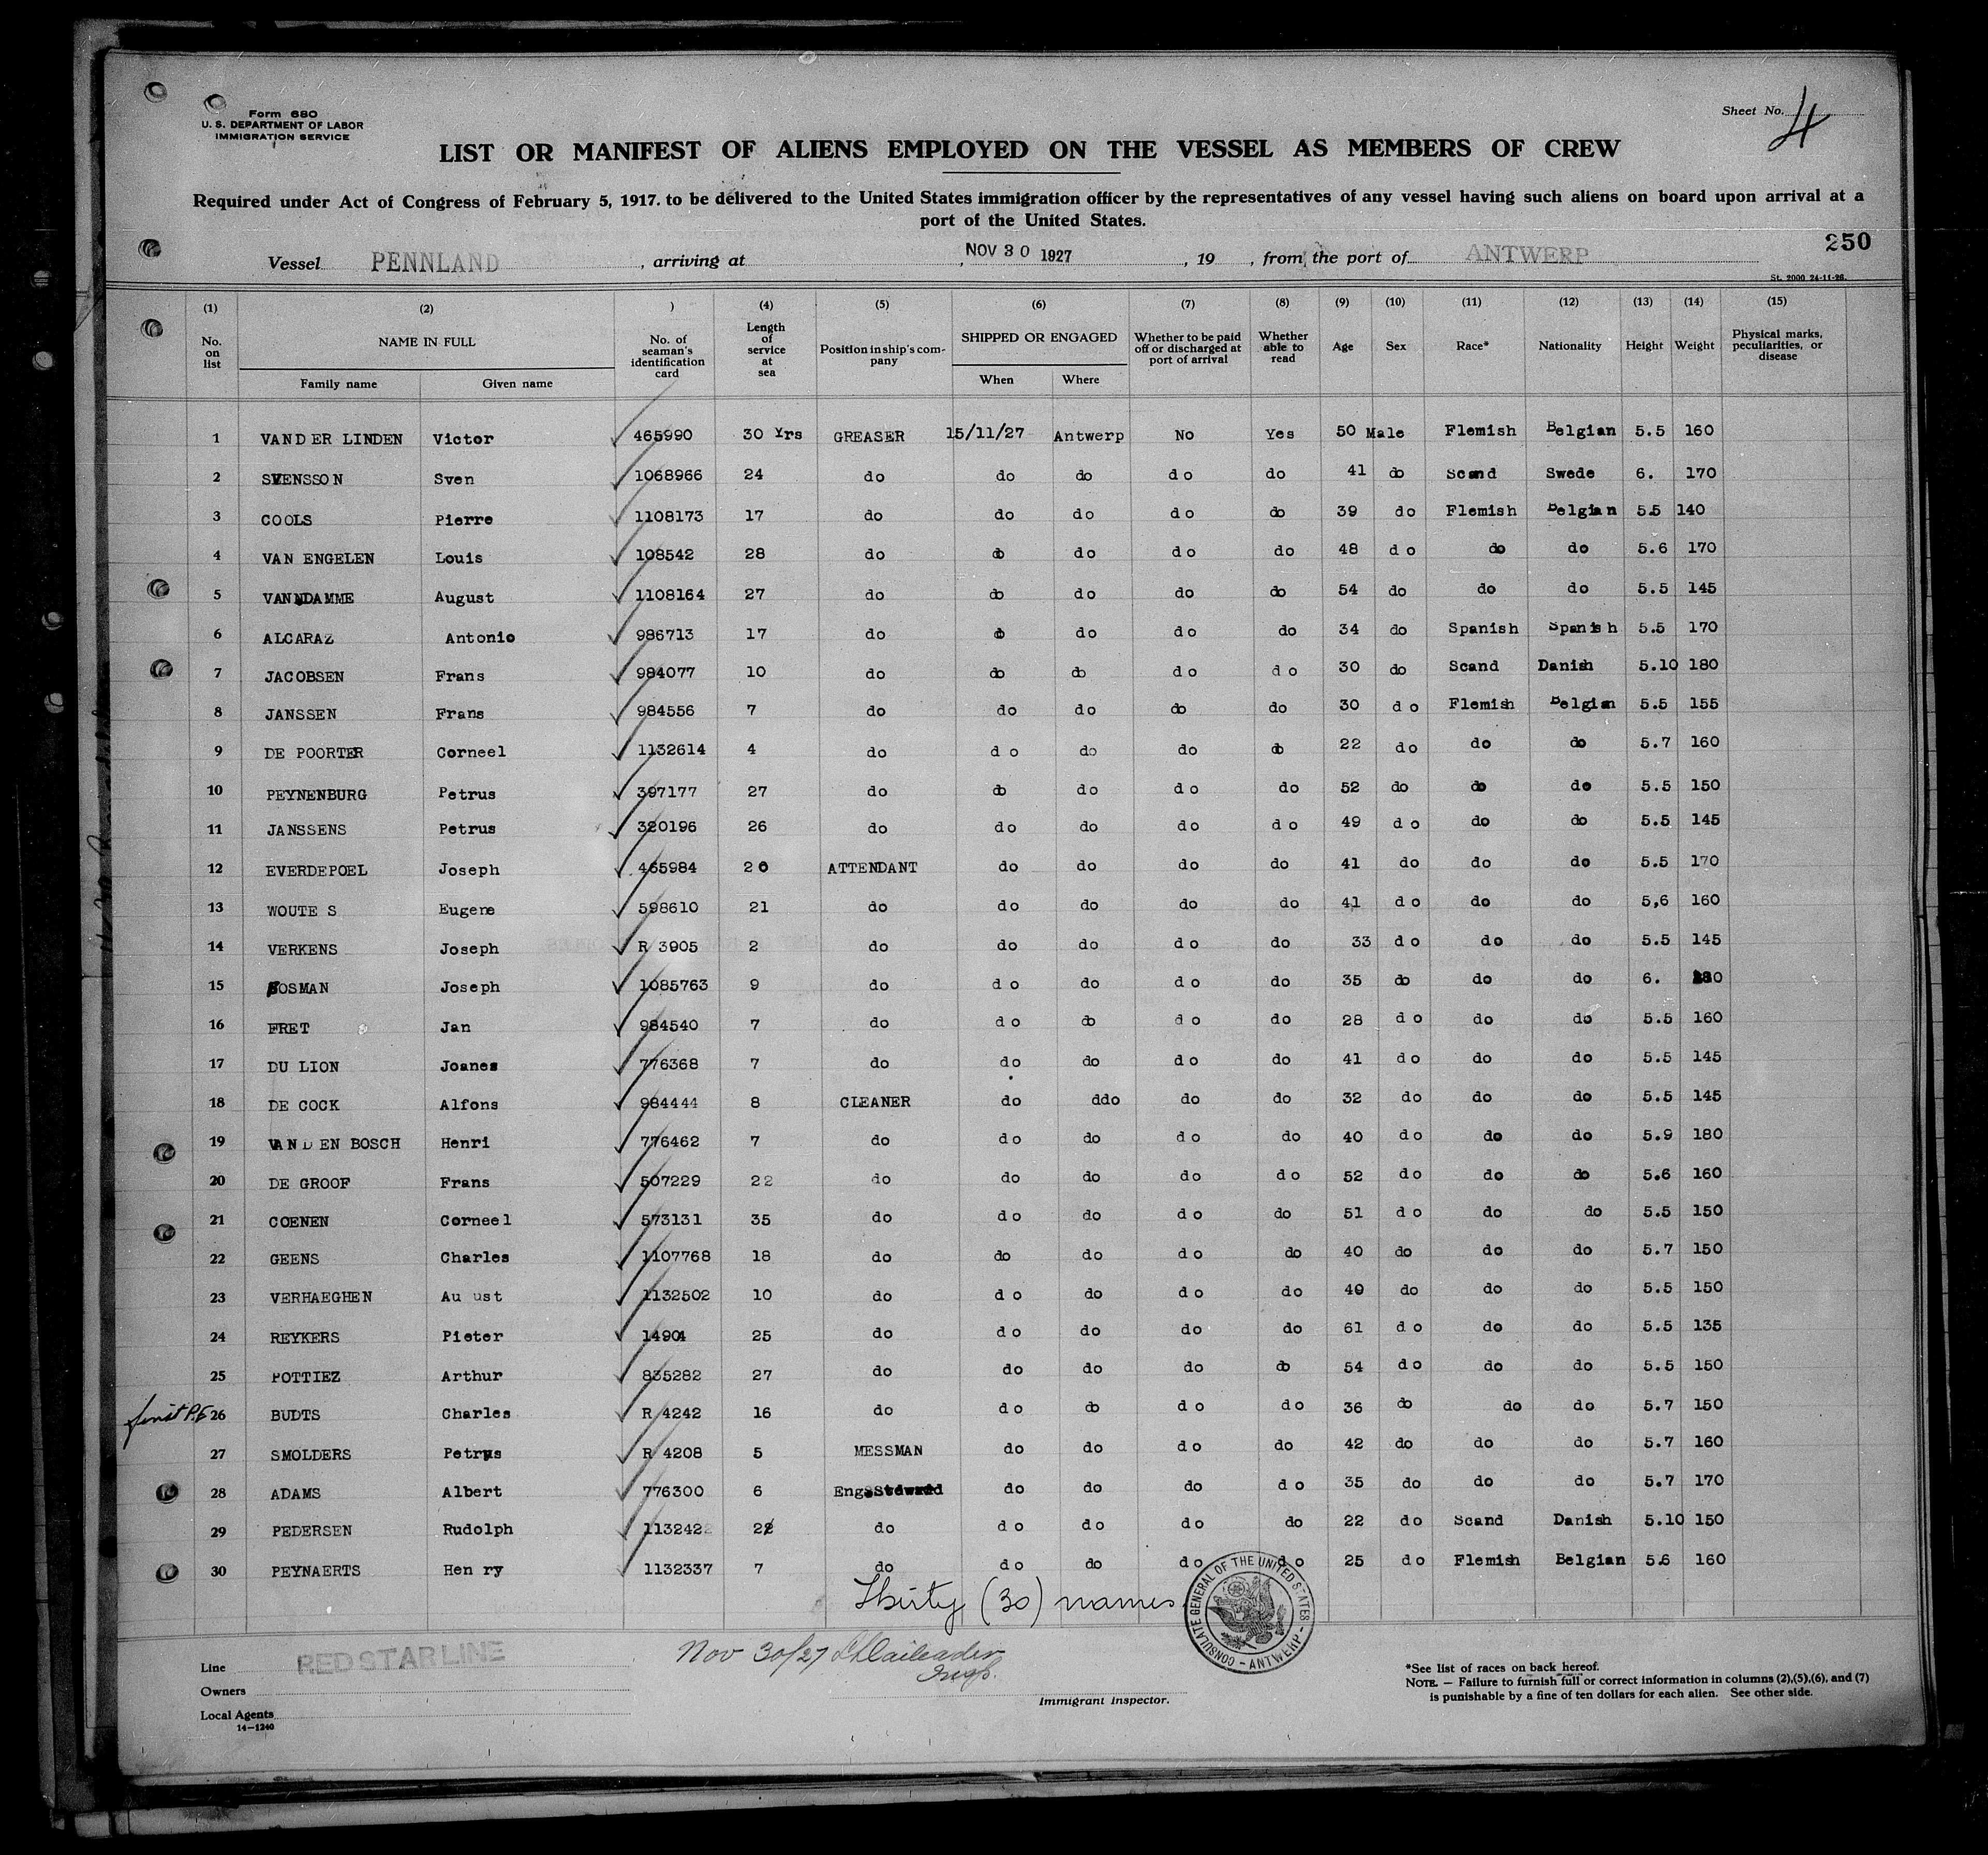 Form 680
U. S. DEPARTMENT OF LABOR
IMMIGRATION SERVICE
Sheet No. 4
LIST OR MANIFEST OF ALIENS EMPLOYED ON THE VESSEL AS MEMBERS OF CREW
Required under Act of Congress of February 5, 1917. to be delivered to the United States immigration officer by the representatives of any vessel having such aliens on board upon arrival at a
port of the United States.
250
Vessel PENNLAND , arriving at , NOV 30 1927 , 19 , from the port of ANTWERP
St. 2000 24-11-26.
(1) (2) ) (4) (5) (6) (7) (8) (9) (10) (11) (12) (13) (14) (15)
No. on list NAME IN FULL Family name Given name No. of seaman's identification card Length of service at sea Position in ship's company SHIPPED OR ENGAGED When Where Whether to be paid off or discharged at port of arrival Whether able to read Age Sex Race* Nationality Height Weight Physical marks, peculiarities, or disease
1 VAND ER LINDEN Victor 465990 30 Yrs GREASER 15/11/27 Antwerp No Yes 50 Male Flemish Belgian 5.5 160
2 SVENSSON Sven 1068966 24 do do do do do 41 do Scand Swede 6. 170
3 COOLS Pierre 1108173 17 do do do do do 39 do Flemish Belgian 5.5 140
4 VAN ENGELEN Louis 108542 28 do do do do do 48 do do do 5.6 170
5 VANNDAMME August 1108164 27 do do do do do 54 do do do 5.5 145
6 ALCARAZ Antonio 986713 17 do do do do do 34 do Spanish Spanish 5.5 170
7 JACOBSEN Frans 984077 10 do do do do do 30 do Scand Danish 5.10 180
8 JANSSEN Frans 984556 7 do do do do do 30 do Flemish Belgian 5.5 155
9 DE POORTER Corneel 1132614 4 do do do do do 22 do do do 5.7 160
10 PEYNENBURG Petrus 397177 27 do do do do do 52 do do do 5.5 150
11 JANSSENS Petrus 320196 26 do do do do do 49 do do do 5.5 145
12 EVERDEPOEL Joseph 465984 20 ATTENDANT do do do do 41 do do do 5.5 170
13 WOUTE S Eugene 598610 21 do do do do do 41 do do do 5,6 160
14 VERKENS Joseph R 3905 2 do do do do do 33 do do do 5.5 145
15 BOSMAN Joseph 1085763 9 do do do do do 35 do do do 6.
16 FRET Jan 984540 7 do do do do do 28 do do do 5.5 160
17 DU LION Joanes 776368 7 do do do do do 41 do do do 5.5 145
18 DE COCK Alfons 984444 8 CLEANER do ddo do do 32 do do do 5.5 145
19 VAN D EN BOSCH Henri 776462 7 do do do do do 40 do do do 5.9 180
20 DE GROOF Frans 507229 22 do do do do do 52 do do do 5.6 160
21 COENEN Corneel 573131 35 do do do do do 51 do do do 5.5 150
22 GEENS Charles 1107768 18 do do do do do 40 do do do 5.7 150
23 VERHAEGHEN Au ust 1132502 10 do do do do do 40 do do do 5.5 150
24 REYKERS Pieter 14904 25 do do do do do 61 do do do 5.5 135
25 POTTIEZ Arthur 835282 27 do do do do do 54 do do do 5.5 150
26 BUDTS Charles R 4242 16 do do do do do 36 do do do 5.7 150
27 SMOLDERS Petrus R 4208 5 MESSMAN do do do do 42 do do do 5.7 160
28 ADAMS Albert 776300 6 Eng.Steward do do do do 35 do do do 5.7 170
29 PEDERSEN Rudolph 1132422 2 do do do do do 22 do Scand Danish 5.10 150
30 PEYNAERTS Hen ry 1132337 7 do do do do do 25 do Flemish Belgian 5.6 160
Thirty (30) names
CONSULATE GENERAL OF THE UNITED STATES - ANTWERP -
Nov 30/27
Insp.
Line RED STAR LINE
Owners
Local Agents
14-1240
Immigrant inspector.
*See list of races on back hereof.
NOTE. — Failure to furnish full or correct information in columns (2),(5),(6), and (7)
is punishable by a fine of ten dollars for each alien. See other side.